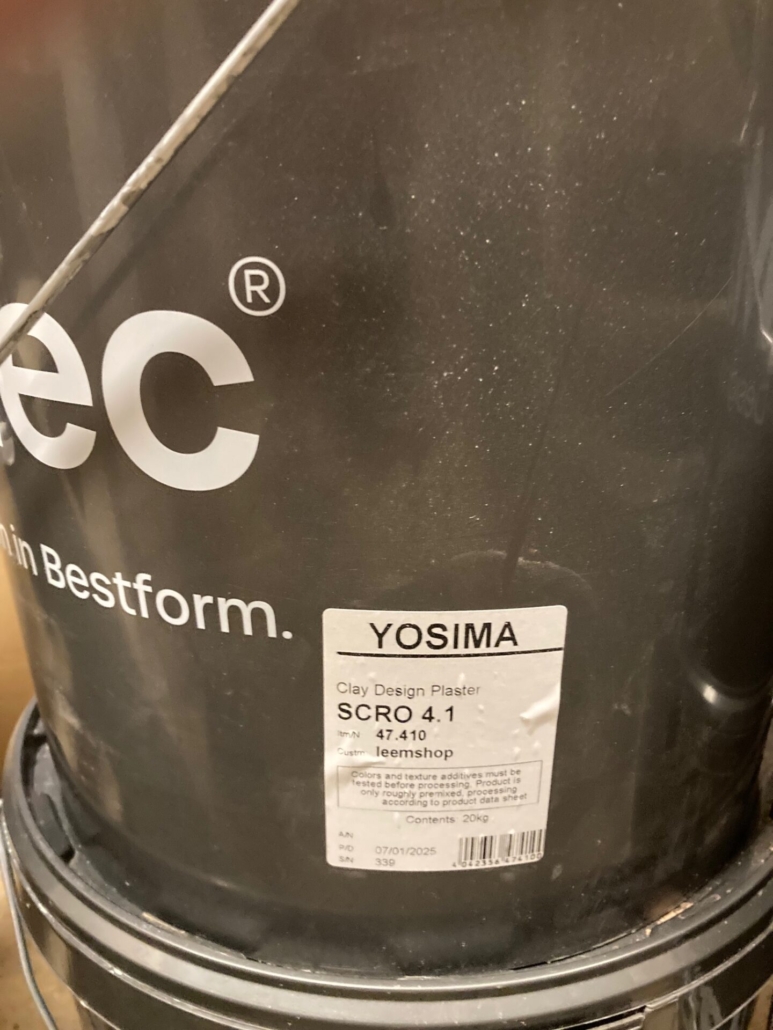 ec®
in Bestform.
YOSIMA
Clay Design Plaster
SCRO 4.1
Itm/N 47.410
Custm leemshop
Colors and texture additives must be
tested before processing. Product is
only roughly premixed, processing
according to product data sheet
Contents 20kg
A/N
P/D 07/01/2025
S/N 339